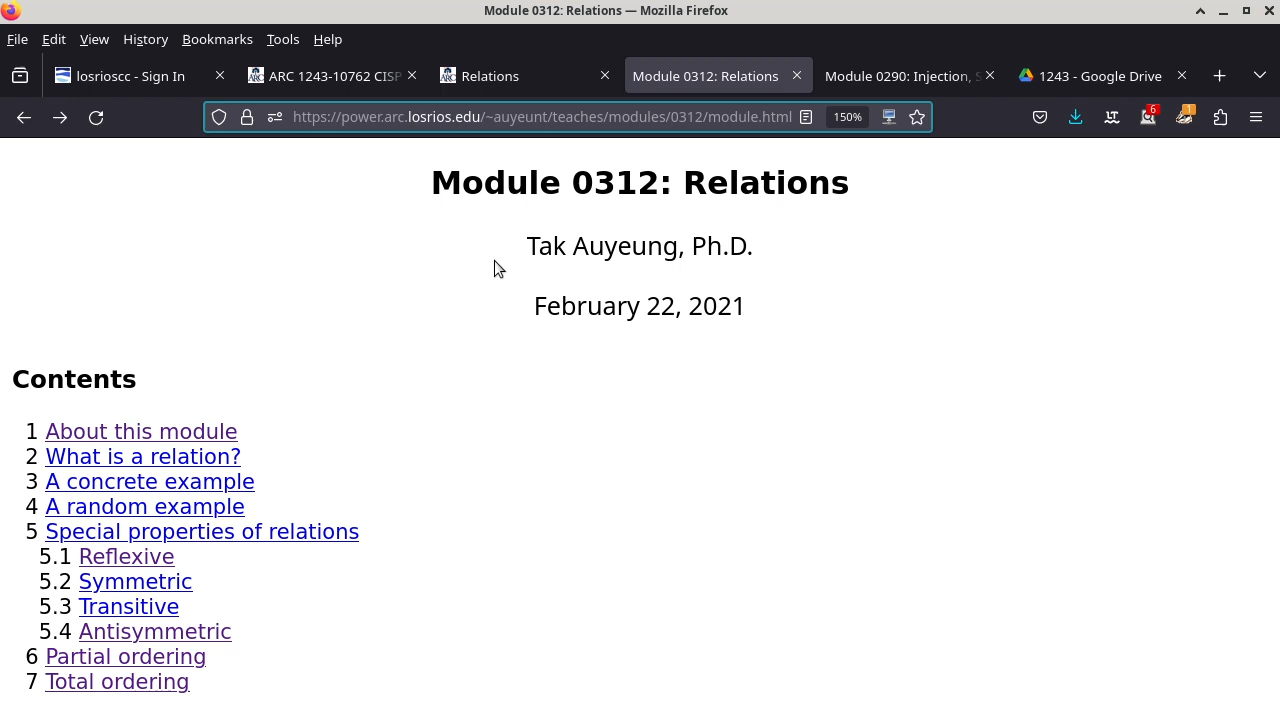 Module 0312: Relations — Mozilla Firefox
File Edit View History Bookmarks Tools Help
losrioscc - Sign In
ARC 1243-10762 CISP
Relations
Module 0312: Relations
Module 0290: Injection, S
1243 - Google Drive
https://power.arc.losrios.edu/~auyeunt/teaches/modules/0312/module.html
150%
6
1
Module 0312: Relations
Tak Auyeung, Ph.D.
February 22, 2021
Contents
1 About this module
2 What is a relation?
3 A concrete example
4 A random example
5 Special properties of relations
5.1 Reflexive
5.2 Symmetric
5.3 Transitive
5.4 Antisymmetric
6 Partial ordering
7 Total ordering